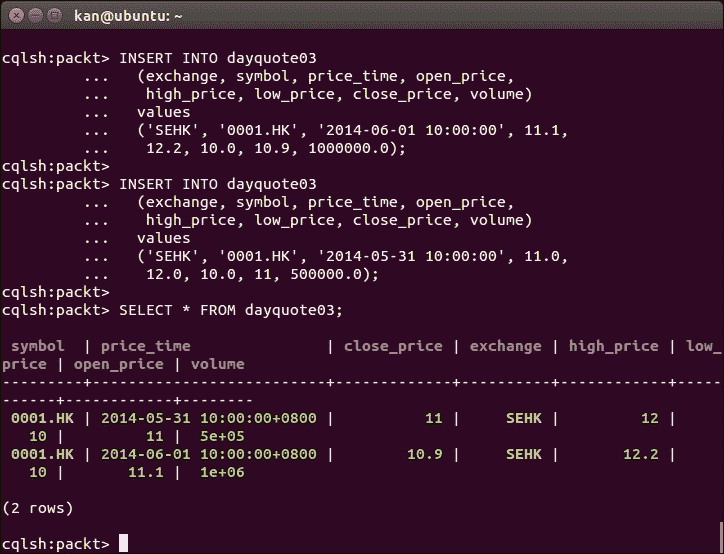 kan@ubuntu: ~
cqlsh:packt> INSERT INTO dayquote03
         ...   (exchange, symbol, price_time, open_price,
         ...    high_price, low_price, close_price, volume)
         ...   values
         ...   ('SEHK', '0001.HK', '2014-06-01 10:00:00', 11.1,
         ...    12.2, 10.0, 10.9, 1000000.0);
cqlsh:packt>
cqlsh:packt> INSERT INTO dayquote03
         ...   (exchange, symbol, price_time, open_price,
         ...    high_price, low_price, close_price, volume)
         ...   values
         ...   ('SEHK', '0001.HK', '2014-05-31 10:00:00', 11.0,
         ...    12.0, 10.0, 11, 500000.0);
cqlsh:packt>
cqlsh:packt> SELECT * FROM dayquote03;
 symbol  | price_time               | close_price | exchange | high_price | low_
price | open_price | volume
---------+--------------------------+-------------+----------+------------+-----
------+------------+--------
 0001.HK | 2014-05-31 10:00:00+0800 |          11 |     SEHK |         12 |
   10 |         11 |  5e+05
 0001.HK | 2014-06-01 10:00:00+0800 |        10.9 |     SEHK |       12.2 |
   10 |       11.1 |  1e+06
(2 rows)
cqlsh:packt>